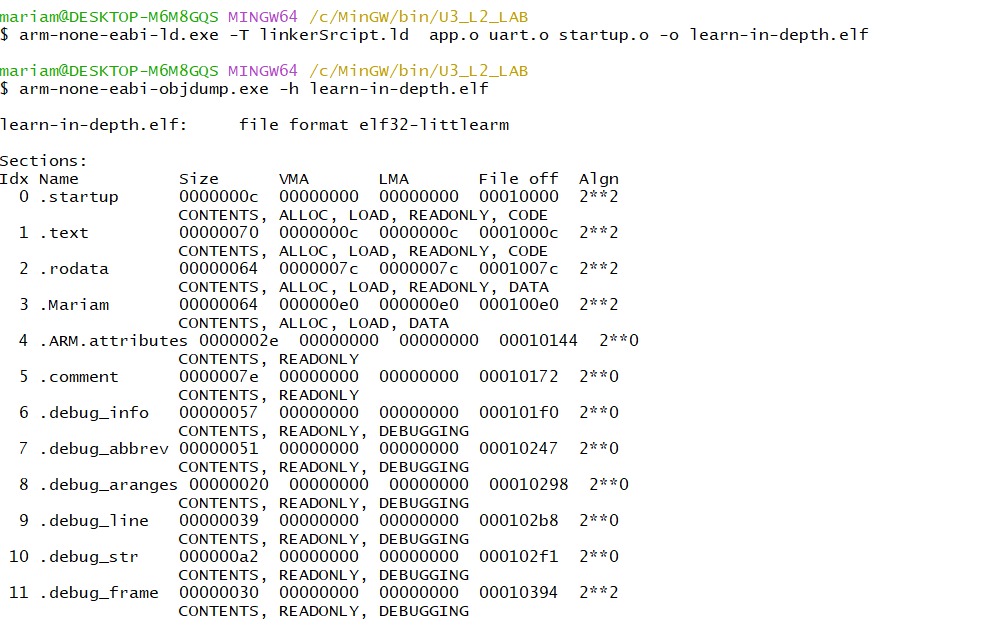 mariam@DESKTOP-M6M8GQS MINGW64 /c/MinGW/bin/U3_L2_LAB
$ arm-none-eabi-ld.exe -T linkerSrcipt.ld  app.o uart.o startup.o -o learn-in-depth.elf

mariam@DESKTOP-M6M8GQS MINGW64 /c/MinGW/bin/U3_L2_LAB
$ arm-none-eabi-objdump.exe -h learn-in-depth.elf

learn-in-depth.elf:     file format elf32-littlearm

Sections:
Idx Name          Size      VMA       LMA       File off  Algn
  0 .startup      0000000c  00000000  00000000  00010000  2**2
                  CONTENTS, ALLOC, LOAD, READONLY, CODE
  1 .text         00000070  0000000c  0000000c  0001000c  2**2
                  CONTENTS, ALLOC, LOAD, READONLY, CODE
  2 .rodata       00000064  0000007c  0000007c  0001007c  2**2
                  CONTENTS, ALLOC, LOAD, READONLY, DATA
  3 .Mariam       00000064  000000e0  000000e0  000100e0  2**2
                  CONTENTS, ALLOC, LOAD, DATA
  4 .ARM.attributes 0000002e  00000000  00000000  00010144  2**0
                  CONTENTS, READONLY
  5 .comment      0000007e  00000000  00000000  00010172  2**0
                  CONTENTS, READONLY
  6 .debug_info   00000057  00000000  00000000  000101f0  2**0
                  CONTENTS, READONLY, DEBUGGING
  7 .debug_abbrev 00000051  00000000  00000000  00010247  2**0
                  CONTENTS, READONLY, DEBUGGING
  8 .debug_aranges 00000020  00000000  00000000  00010298  2**0
                  CONTENTS, READONLY, DEBUGGING
  9 .debug_line   00000039  00000000  00000000  000102b8  2**0
                  CONTENTS, READONLY, DEBUGGING
 10 .debug_str    000000a2  00000000  00000000  000102f1  2**0
                  CONTENTS, READONLY, DEBUGGING
 11 .debug_frame  00000030  00000000  00000000  00010394  2**2
                  CONTENTS, READONLY, DEBUGGING